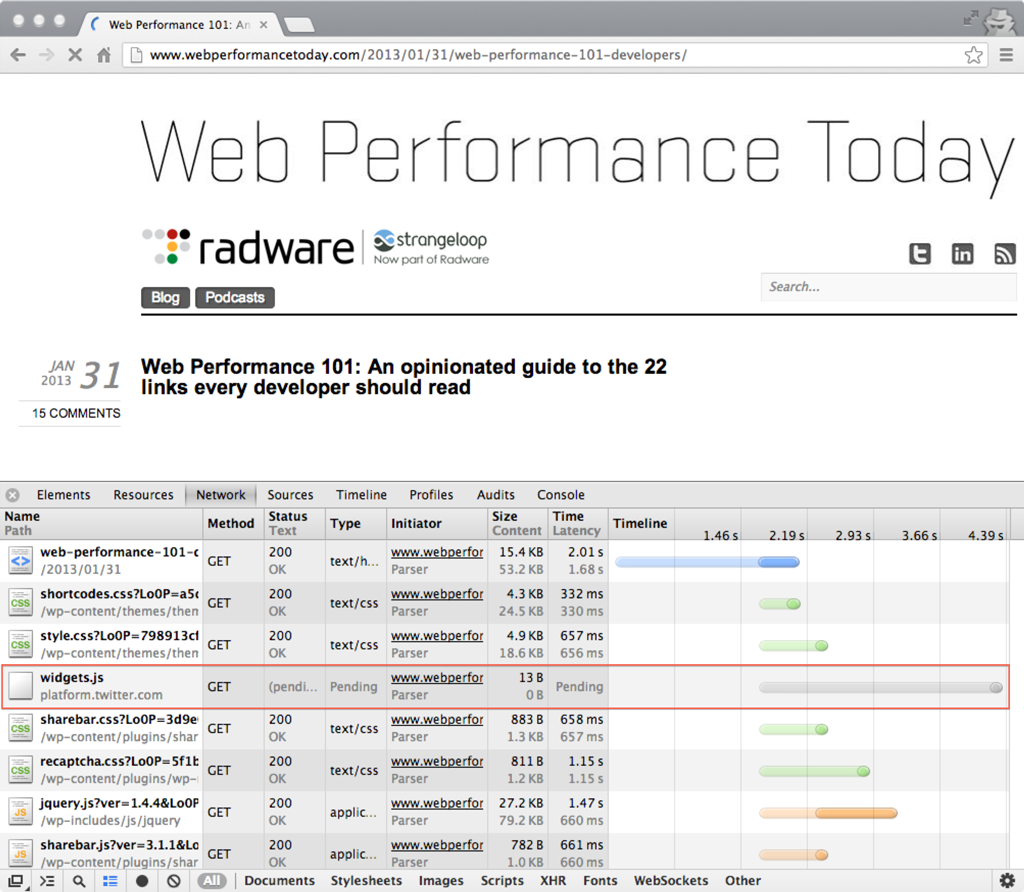 Web Performance 101: An
www.webperformancetoday.com/2013/01/31/web-performance-101-developers/
Web Performance Today
radware
strangeloop
Now part of Radware
Search...
Blog Podcasts
JAN
2013
31
Web Performance 101: An opinionated guide to the 22
links every developer should read
15 COMMENTS
Elements Resources Network Sources Timeline Profiles Audits Console
Name Path Method Status Text Type Initiator Size Content Time Latency Timeline 1.46 s 2.19 s 2.93 s 3.66 s 4.39 s
web-performance-101-d 200 www.webperfor 15.4 KB 2.01 s
/2013/01/31 GET OK text/h... Parser 53.2 KB 1.68 s
shortcodes.css?Lo0P=a5d 200 www.webperfor 4.3 KB 332 ms
/wp-content/themes/them GET OK text/css Parser 24.5 KB 330 ms
style.css?Lo0P=798913cf 200 www.webperfor 4.9 KB 657 ms
/wp-content/themes/them GET OK text/css Parser 18.6 KB 656 ms
widgets.js www.webperfor 13 B
platform.twitter.com GET (pendi... Pending Parser 0 B Pending
sharebar.css?Lo0P=3d9e 200 www.webperfor 883 B 658 ms
/wp-content/plugins/shar GET OK text/css Parser 1.3 KB 657 ms
recaptcha.css?Lo0P=5f1b 200 www.webperfor 811 B 1.15 s
/wp-content/plugins/wp- GET OK text/css Parser 1.2 KB 1.15 s
jquery.js?ver=1.4.4&Lo0P 200 www.webperfor 27.2 KB 1.47 s
/wp-includes/js/jquery GET OK applic... Parser 79.2 KB 660 ms
sharebar.js?ver=3.1.1&Lo 200 www.webperfor 782 B 661 ms
/wp-content/plugins/shar GET OK applic... Parser 1.0 KB 660 ms
All Documents Stylesheets Images Scripts XHR Fonts WebSockets Other